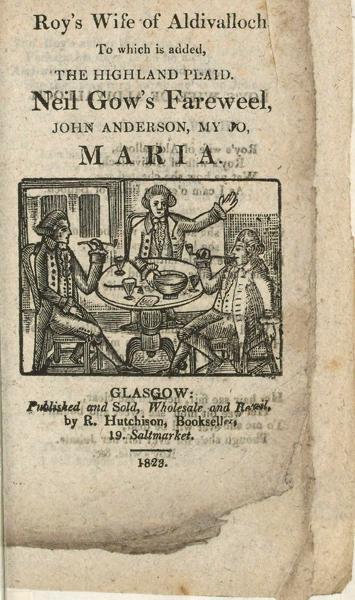 Roy's Wife of Aldivalloch
To which is added,
THE HIGHLAND PLAID.
Neil Gow's Fareweel,
JOHN ANDERSON, MY JO,
MARIA.
GLASGOW:
Published and Sold, Wholesale and Retail,
by R. Hutchison, Bookseller,
19. Saltmarket.
1823.